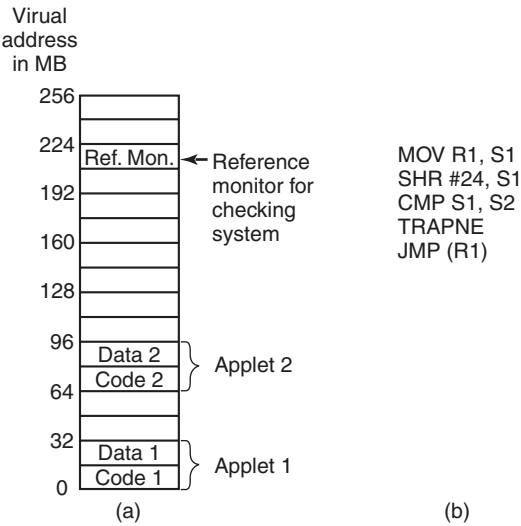 Virual
address
in MB
256
224
Ref. Mon.
Reference
monitor for
checking
system
192
160
128
96
Data 2
Code 2
Applet 2
64
32
Data 1
Code 1
Applet 1
0
(a)
MOV R1, S1
SHR #24, S1
CMP S1, S2
TRAPNE
JMP (R1)
(b)